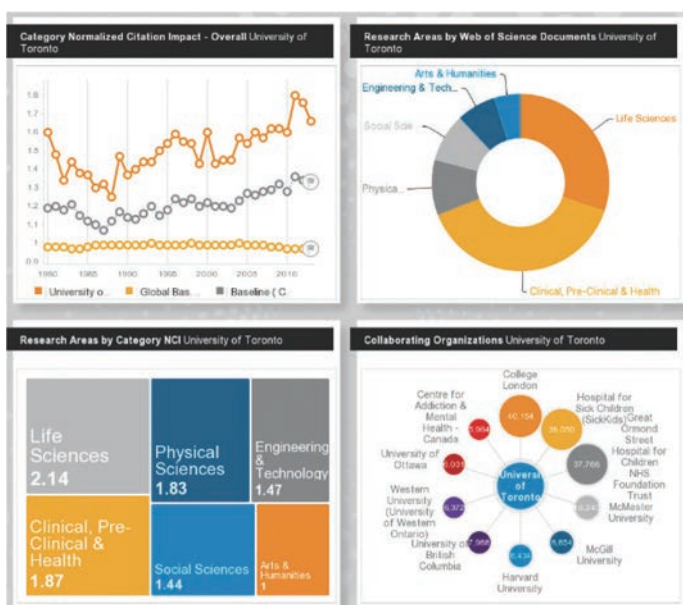 Category Normalized Citation Impact - Overall University of
Toronto
1.8
1.7
1.6
1.5
1.4
1.3
1.2
1.1
1
0.9
1980
1985
1990
1995
2000
2005
2010
University o...
Global Bas...
Baseline ( C...
Research Areas by Web of Science Documents University of
Toronto
Arts & Humanities
Engineering & Tech...
Social Scie
Life Sciences
Physica...
Clinical, Pre-Clinical & Health
Research Areas by Category NCI University of Toronto
Life
Sciences
2.14
Physical
Sciences
1.83
Engineering
&
Technology
1.47
Clinical, Pre-
Clinical &
Health
1.87
Social Sciences
1.44
Arts &
Humanities
1
Collaborating Organizations University of Toronto
College
London
40,154
Hospital for
Sick Children
(SickKids)
Great
Ormond Street
Hospital for
Children
NHS
Foundation
Trust
37,766
McMaster
University
McGill
University
Harvard
University
University of
British
Columbia
Western
University
(University
of Western
Ontario)
University of
Ottawa
Centre for
Addiction &
Mental
Health -
Canada
Universi
of
Toronto